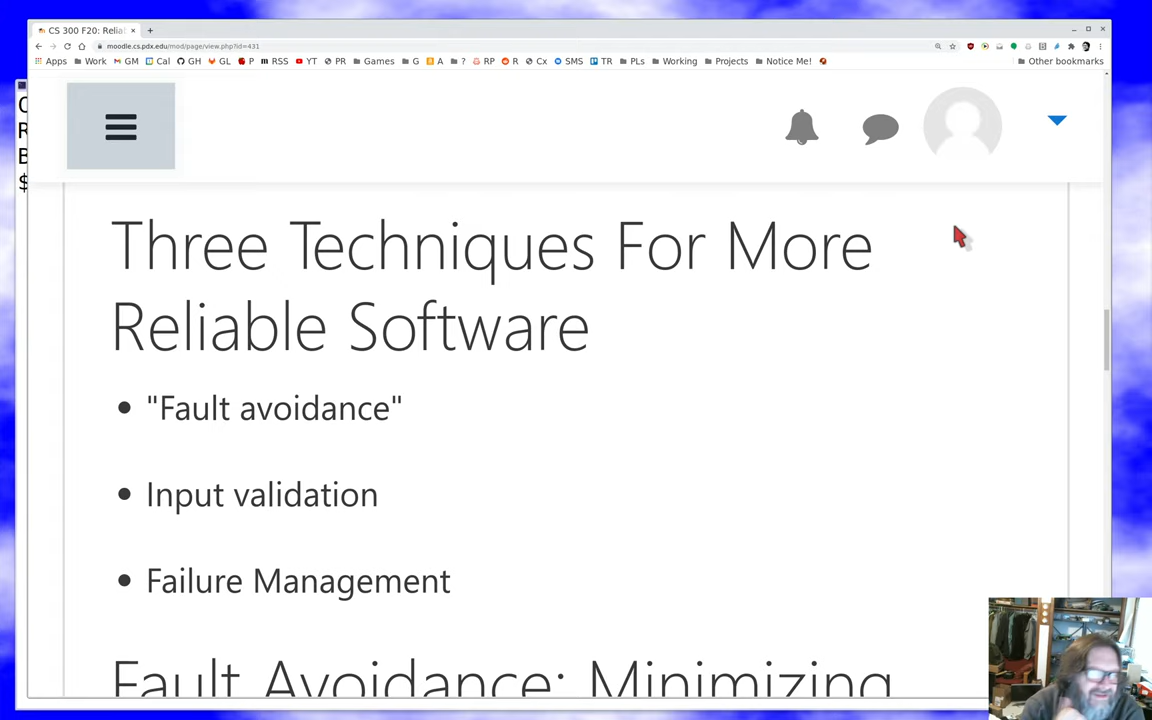 CS 300 F20: Relial
moodle.cs.pdx.edu/mod/page/view.php?id=431
Apps Work GM Cal GH GL P RSS YT PR Games G A ? RP R Cx SMS TR PLs Working Projects Notice Me! Other bookmarks
$
Three Techniques For More
Reliable Software
• "Fault avoidance"
• Input validation
• Failure Management
Fault Avoidance: Minimizing